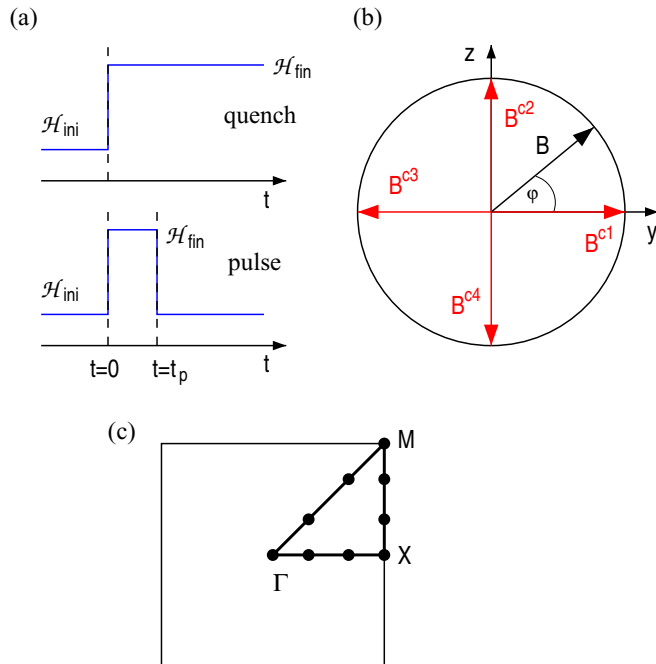 (a)
ℋini
ℋfin
quench
t
ℋini
ℋfin
pulse
t
t=0
t=tp
(b)
z
Bc2
B
Bc3
φ
y
Bc1
Bc4
(c)
M
X
Γ